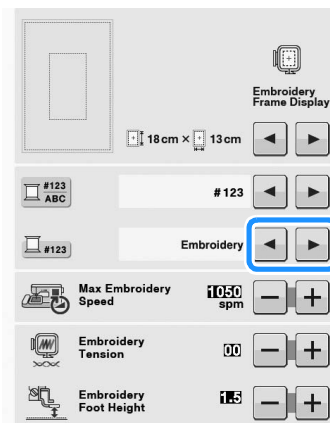 Embroidery
Frame Display
18 cm × 13 cm
#123
ABC
#123
#123
Embroidery
Max Embroidery
Speed
1050
spm
Embroidery
Tension
00
Embroidery
Foot Height
1.5